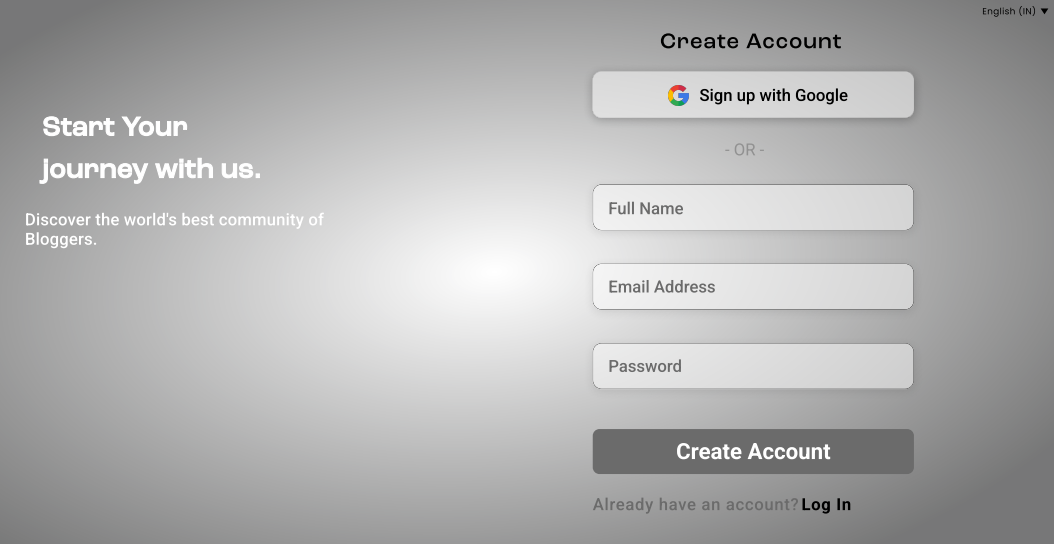 English (IN)
Create Account
Sign up with Google
- OR -
Start Your
journey with us.
Discover the world's best community of
Bloggers.
Full Name
Email Address
Password
Create Account
Already have an account? Log In